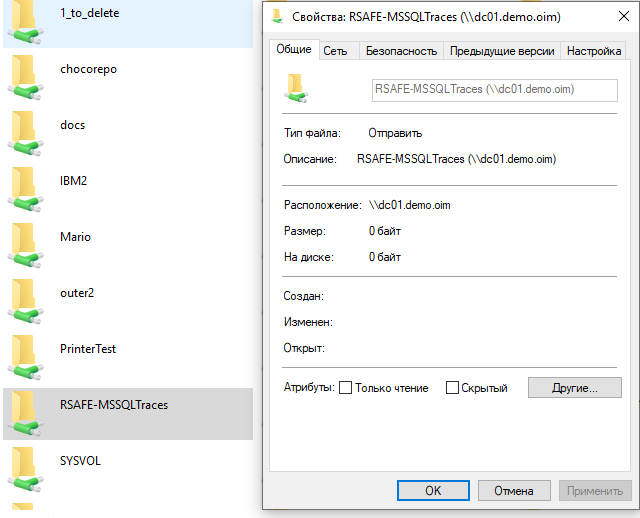 1_to_delete
chocorepo
docs
IBM2
Mario
outer2
PrinterTest
RSAFE-MSSQLTraces
SYSVOL
Свойства: RSAFE-MSSQLTraces (\\dc01.demo.oim)
Общие Сеть Безопасность Предыдущие версии Настройка
RSAFE-MSSQLTraces (\\dc01.demo.oim)
Тип файла: Отправить
Описание: RSAFE-MSSQLTraces (\\dc01.demo.oim)
Расположение: \\dc01.demo.oim
Размер: 0 байт
На диске: 0 байт
Создан:
Изменен:
Открыт:
Атрибуты: Только чтение Скрытый Другие...
OK Отмена Применить